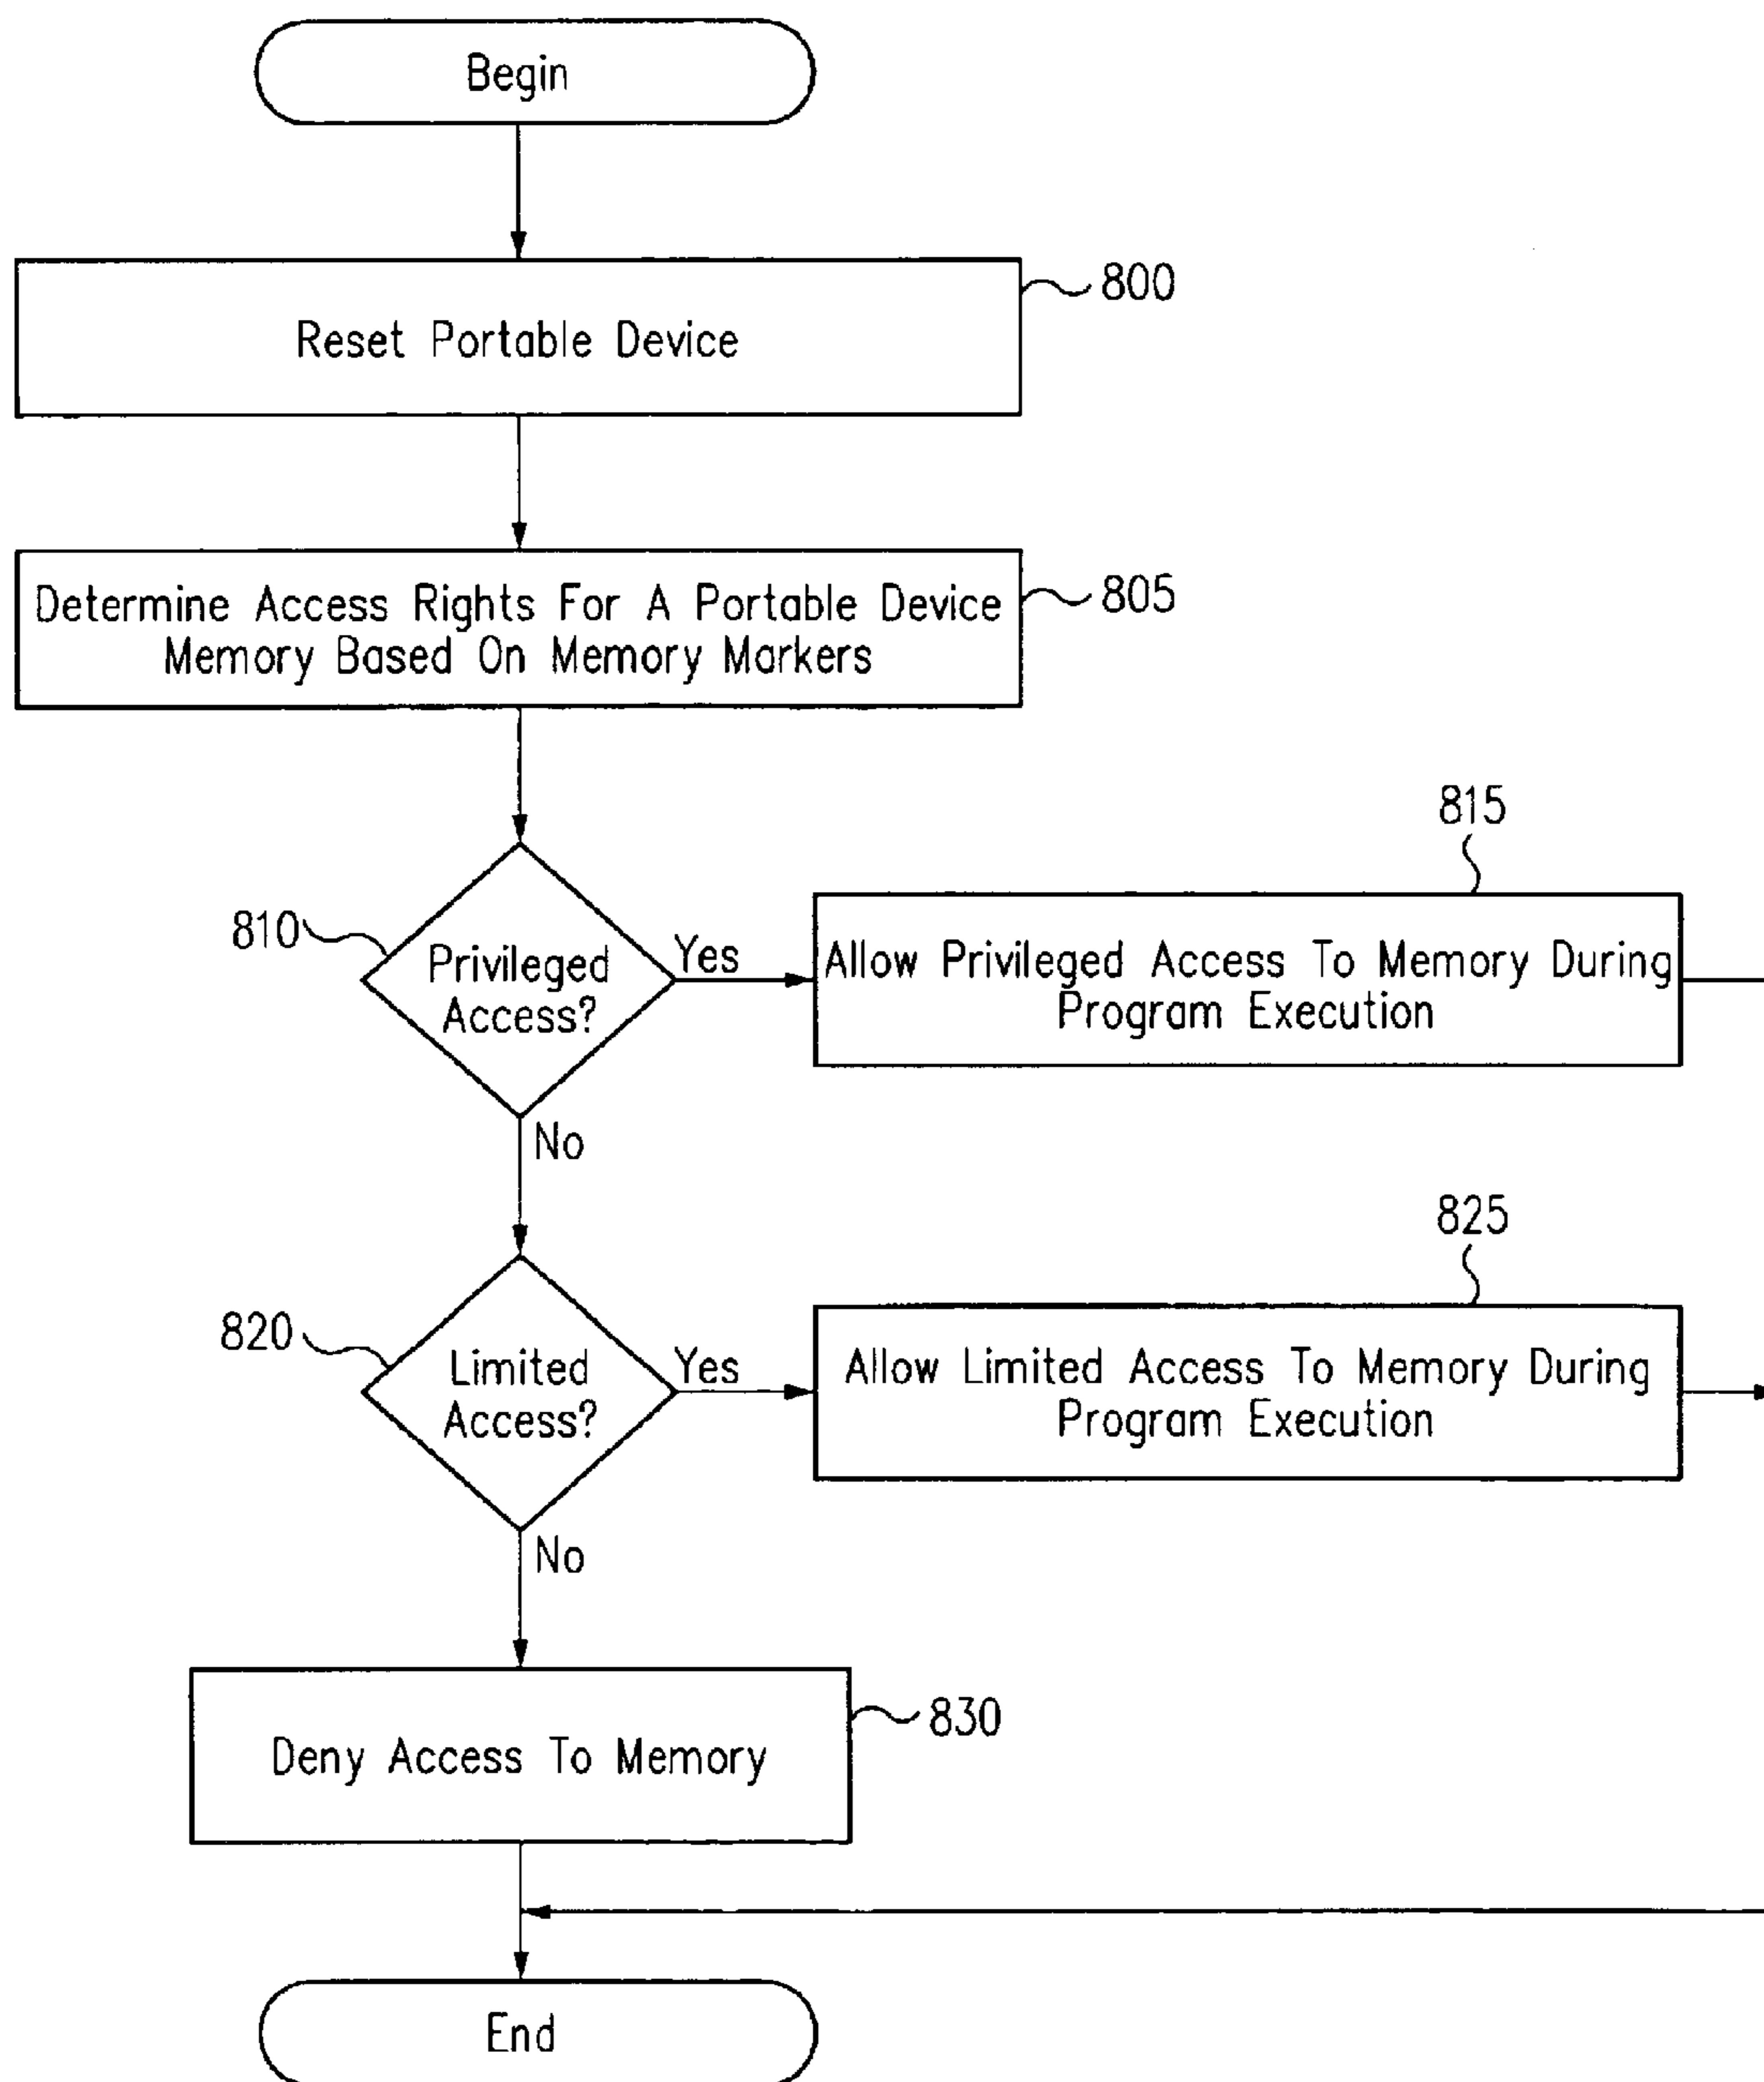 Begin
800
Reset Portable Device
805
Determine Access Rights For A Portable Device
Memory Based On Memory Markers
815
810
Privileged
Access?
Yes
Allow Privileged Access To Memory During
Program Execution
No
825
820
Limited
Access?
Yes
Allow Limited Access To Memory During
Program Execution
No
830
Deny Access To Memory
End